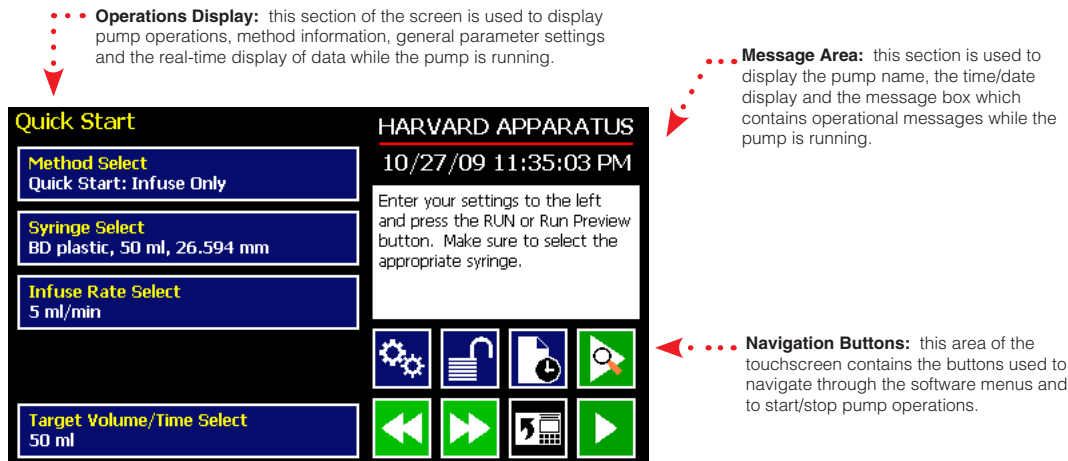 Operations Display: this section of the screen is used to display
pump operations, method information, general parameter settings
and the real-time display of data while the pump is running.
Message Area: this section is used to
display the pump name, the time/date
display and the message box which
contains operational messages while the
pump is running.
Quick Start
Method Select
Quick Start: Infuse Only
Syringe Select
BD plastic, 50 ml, 26.594 mm
Infuse Rate Select
5 ml/min
Target Volume/Time Select
50 ml
HARVARD APPARATUS
10/27/09 11:35:03 PM
Enter your settings to the left
and press the RUN or Run Preview
button. Make sure to select the
appropriate syringe.
Navigation Buttons: this area of the
touchscreen contains the buttons used to
navigate through the software menus and
to start/stop pump operations.